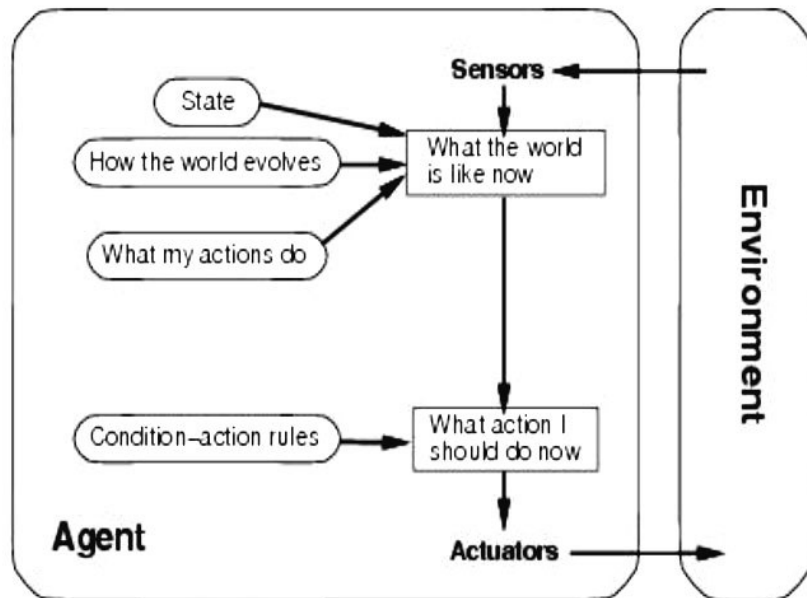 Sensors
State
What the world
is like now
How the world evolves
What my actions do
Condition–action rules
What action I
should do now
Agent
Actuators
Environment